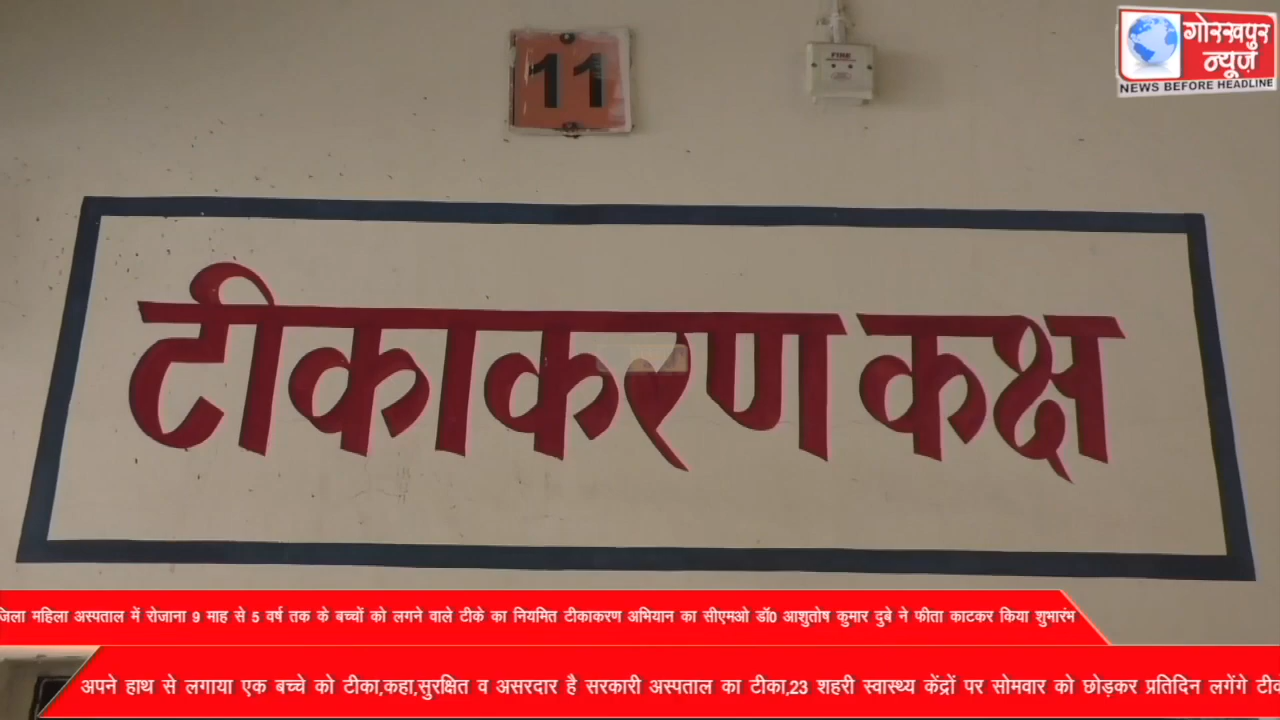 11
FIRE
गोरखपुर
न्यूज़
NEWS BEFORE HEADLINE
टीकाकरण कक्ष
जिला महिला अस्पताल में रोजाना 9 माह से 5 वर्ष तक के बच्चों को लगने वाले टीके का नियमित टीकाकरण अभियान का सीएमओ डॉ0 आशुतोष कुमार दुबे ने फीता काटकर किया शुभारंभ
अपने हाथ से लगाया एक बच्चे को टीका,कहा,सुरक्षित व असरदार है सरकारी अस्पताल का टीका,23 शहरी स्वास्थ्य केंद्रों पर सोमवार को छोड़कर प्रतिदिन लगेंगे